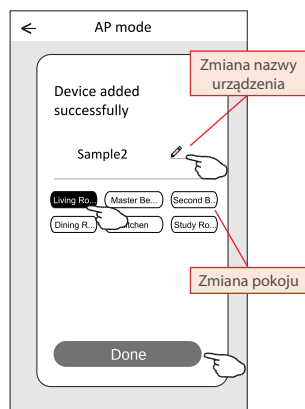 AP mode
Zmiana nazwy
urządzenia
Device added
successfully
Sample2
Living Ro...
Master Be...
Second B...
Dining R...
Study Ro...
Zmiana pokoju
Done